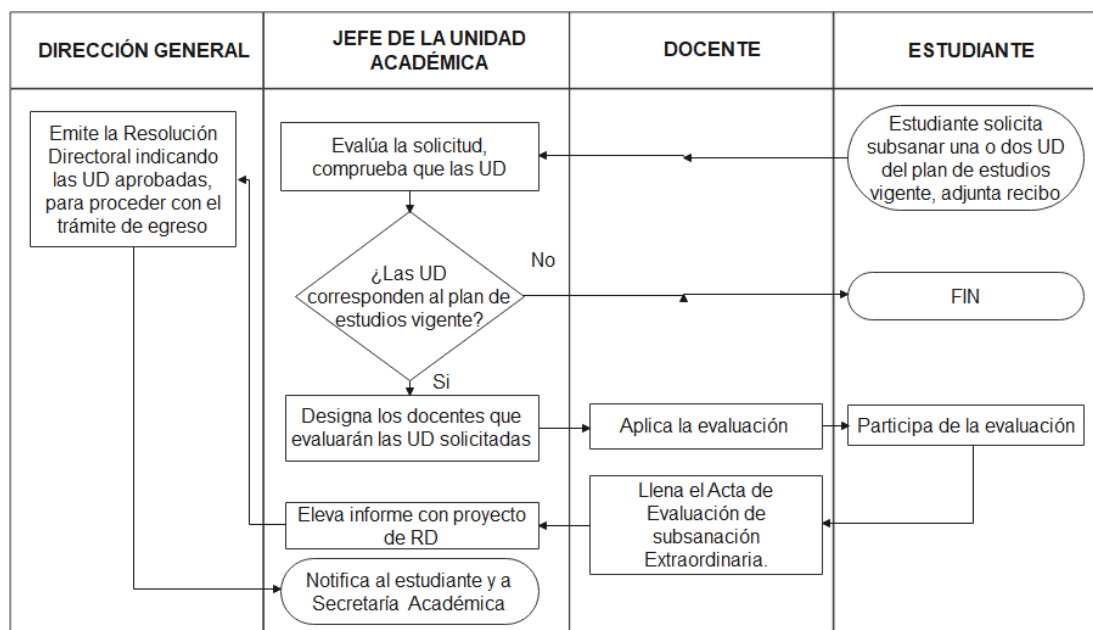 DIRECCIÓN GENERAL
JEFE DE LA UNIDAD
ACADÉMICA
DOCENTE
ESTUDIANTE
Emite la Resolución
Directoral indicando
las UD aprobadas,
para proceder con el
trámite de egreso
Evalúa la solicitud,
comprueba que las UD
Estudiante solicita
subsanar una o dos UD
del plan de estudios
vigente, adjunta recibo
¿Las UD
corresponden al plan de
estudios vigente?
No
FIN
Si
Designa los docentes que
evaluarán las UD solicitadas
Aplica la evaluación
Participa de la evaluación
Eleva informe con proyecto
de RD
Llena el Acta de
Evaluación de
subsanación
Extraordinaria.
Notifica al estudiante y a
Secretaría Académica